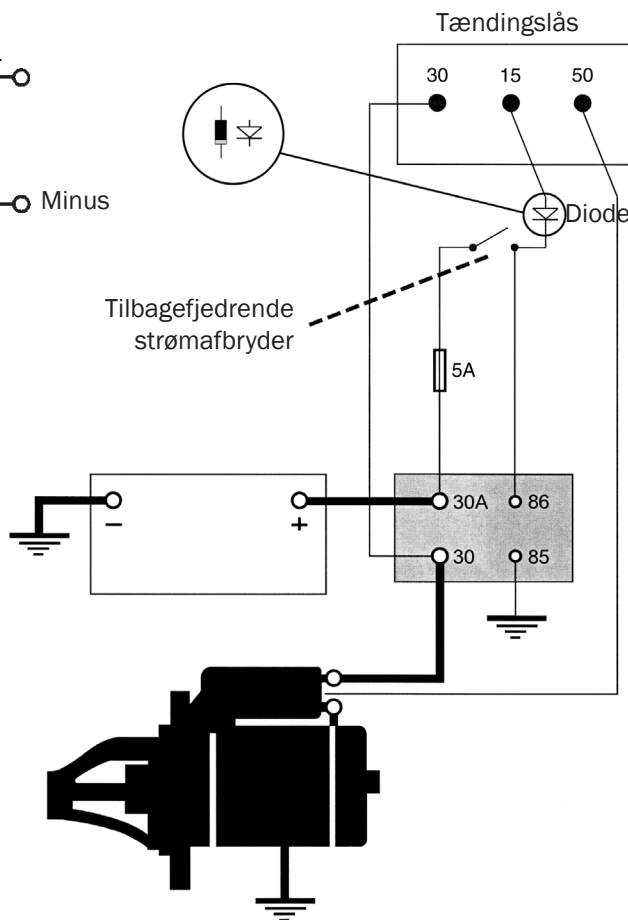 Tændingslås
30 15 50
Minus
Diode
Tilbagefjedrende
strømafbryder
5A
30A 86
– +
30 85